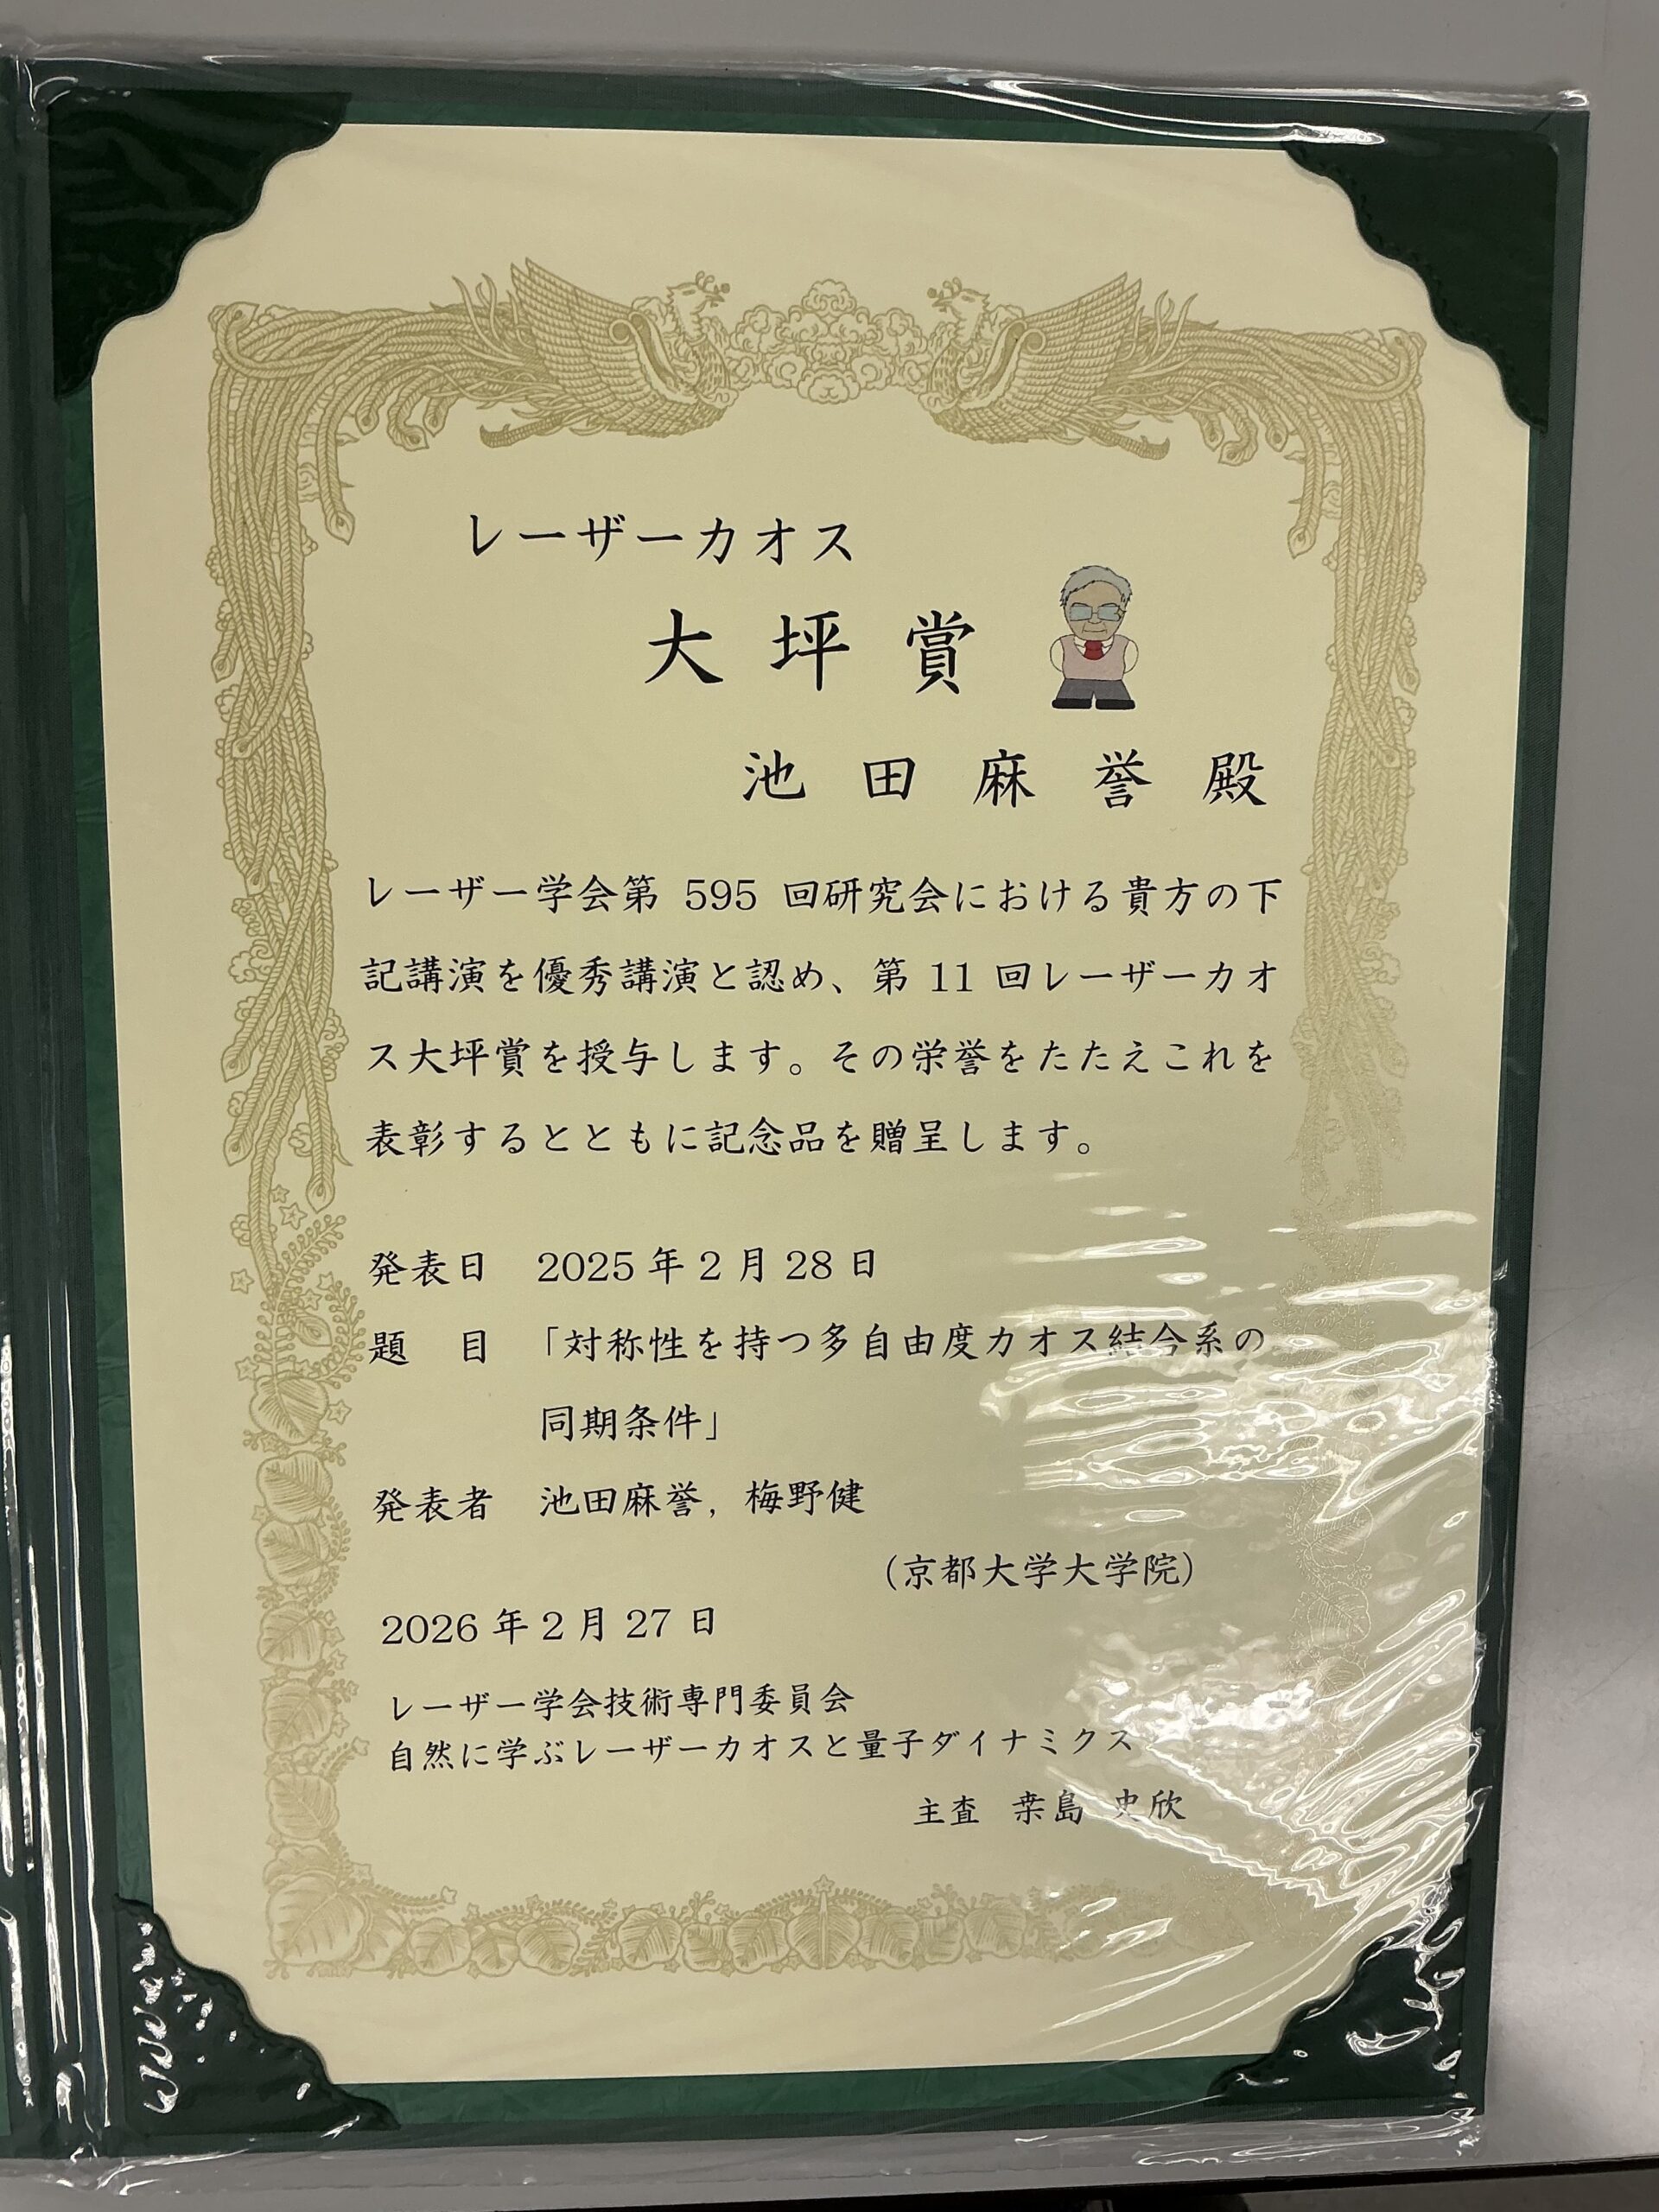 レーザーカオス
大坪賞
池田麻誉殿
レーザー学会第 595 回研究会における貴方の下
記講演を優秀講演と認め、第 11 回レーザーカオ
ス大坪賞を授与します。その栄誉をたたえこれを
表彰するとともに記念品を贈呈します。
発表日 2025 年 2 月 28 日
題 目 「対称性を持つ多自由度カオス結合系の
同期条件」
発表者 池田麻誉, 梅野健
(京都大学大学院)
2026 年 2 月 27 日
レーザー学会技術専門委員会
自然に学ぶレーザーカオスと量子ダイナミクス
主査 桒島 史欣